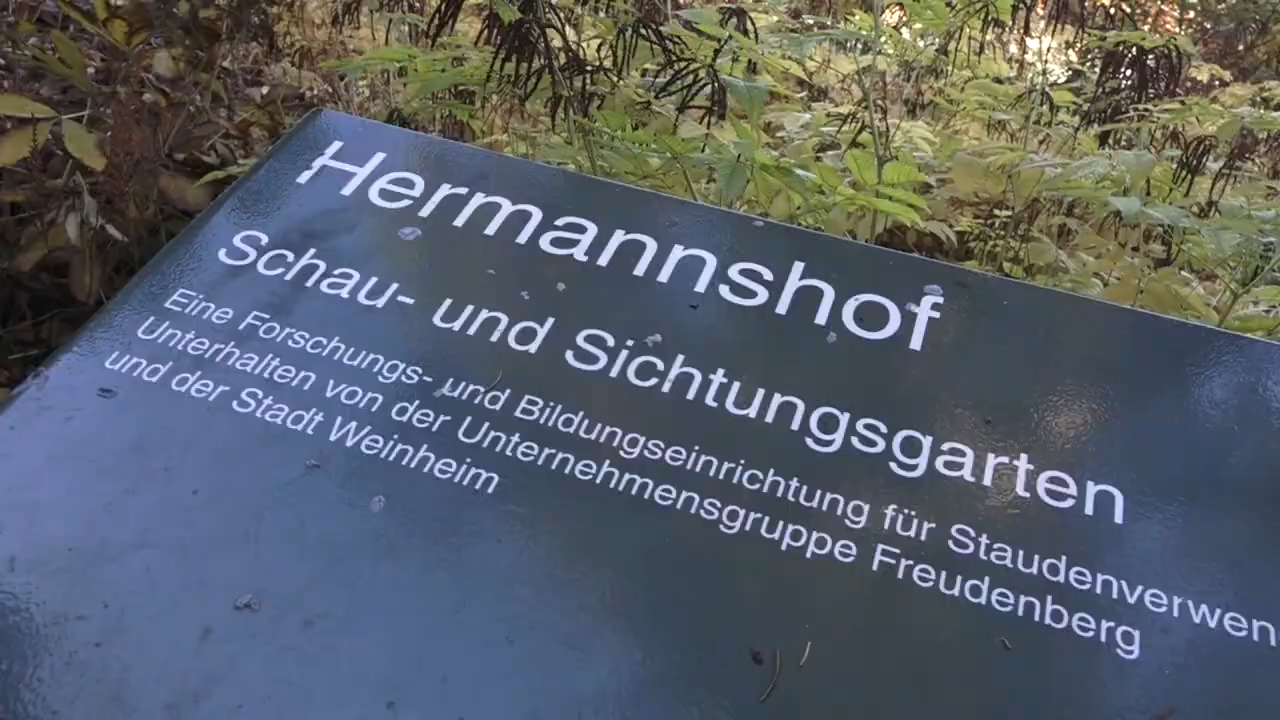 Hermannshof
Schau- und Sichtungsgarten
Eine Forschungs- und Bildungseinrichtung für Staudenverwen
Unterhalten von der Unternehmensgruppe Freudenberg
und der Stadt Weinheim